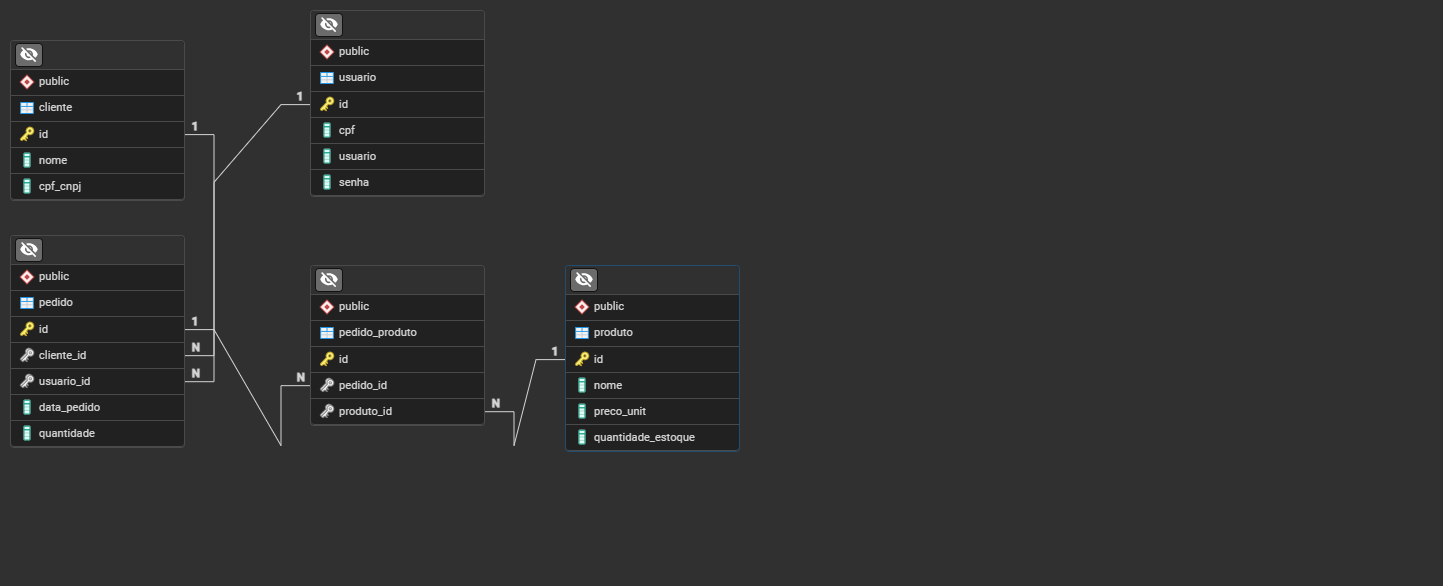 public
cliente
id
nome
cpf_cnpj
1
public
usuario
id
cpf
usuario
senha
1
public
pedido
id
cliente_id
usuario_id
data_pedido
quantidade
1
N
N
public
pedido_produto
id
pedido_id
produto_id
N
N
public
produto
id
nome
preco_unit
quantidade_estoque
1